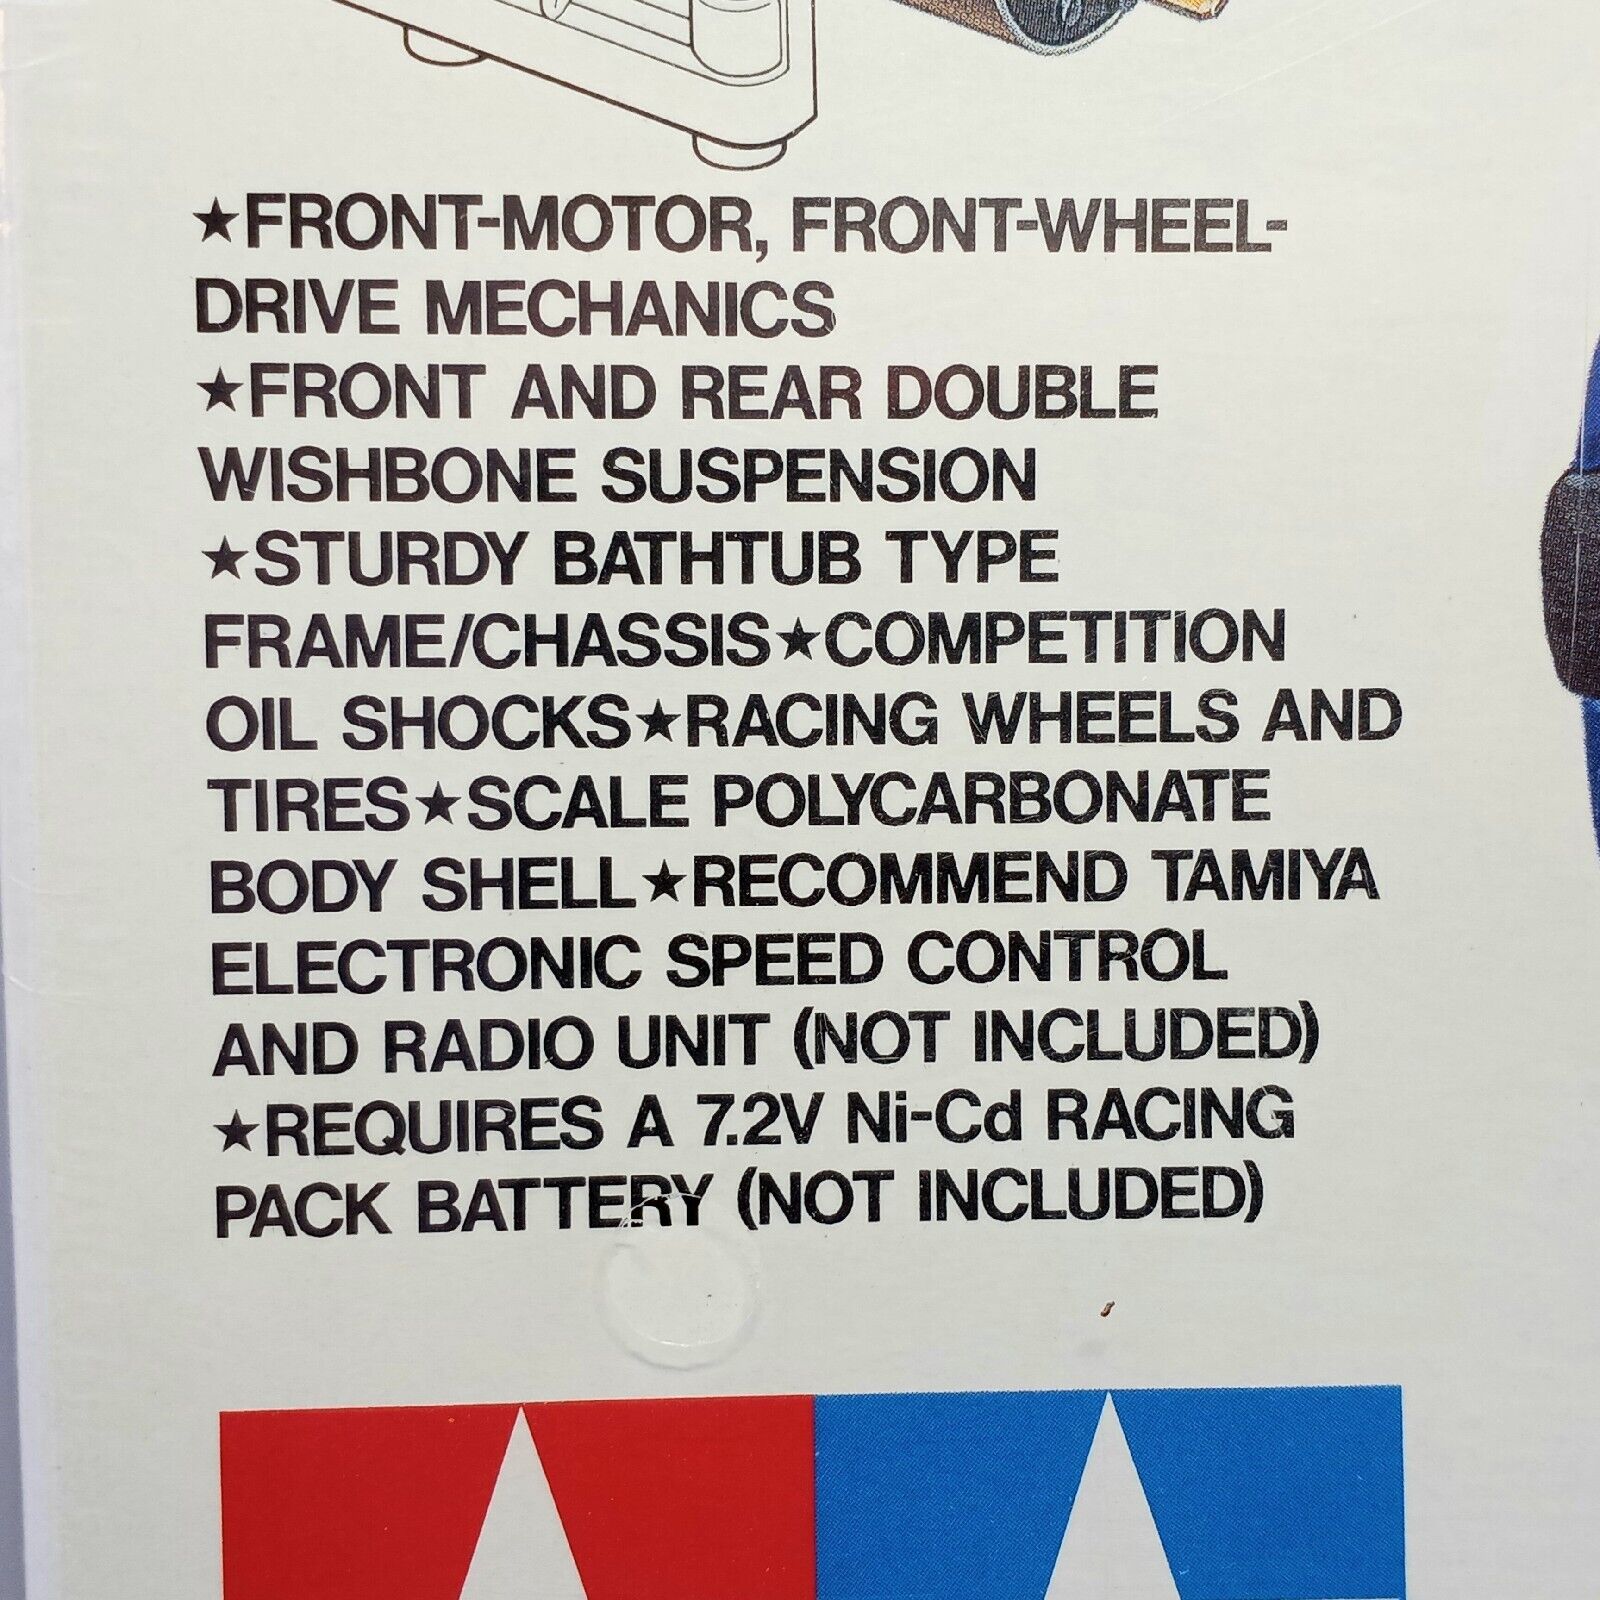 ★FRONT-MOTOR, FRONT-WHEEL-
DRIVE MECHANICS
★FRONT AND REAR DOUBLE
WISHBONE SUSPENSION
★STURDY BATHTUB TYPE
FRAME/CHASSIS★COMPETITION
OIL SHOCKS★RACING WHEELS AND
TIRES★SCALE POLYCARBONATE
BODY SHELL★RECOMMEND TAMIYA
ELECTRONIC SPEED CONTROL
AND RADIO UNIT (NOT INCLUDED)
★REQUIRES A 7.2V Ni-Cd RACING
PACK BATTERY (NOT INCLUDED)